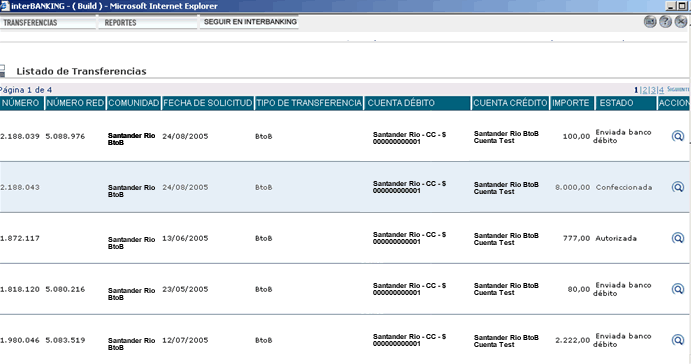 interBANKING - ( Build ) - Microsoft Internet Explorer
TRANSFERENCIAS REPORTES SEGUIR EN INTERBANKING
Listado de Transferencias
Página 1 de 4 1|2|3|4 SIGUIENTE
NÚMERO NÚMERO RED COMUNIDAD FECHA DE SOLICITUD TIPO DE TRANSFERENCIA CUENTA DÉBITO CUENTA CRÉDITO IMPORTE ESTADO ACCION
2.188.039 5.088.976 Santander Rio BtoB 24/08/2005 BtoB Santander Rio - CC - $ 000000000001 Santander Rio BtoB Cuenta Test 100,00 Enviada banco débito
2.188.043 Santander Rio BtoB 24/08/2005 BtoB Santander Rio - CC - $ 000000000001 Santander Rio BtoB Cuenta Test 8.000,00 Confeccionada
1.872.117 Santander Rio BtoB 13/06/2005 BtoB Santander Rio - CC - $ 000000000001 Santander Rio BtoB Cuenta Test 777,00 Autorizada
1.818.120 5.080.216 Santander Rio BtoB 23/05/2005 BtoB Santander Rio - CC - $ 000000000001 Santander Rio BtoB Cuenta Test 80,00 Enviada banco débito
1.980.046 5.083.519 Santander Rio BtoB 12/07/2005 BtoB Santander Rio - CC - $ 000000000001 Santander Rio BtoB Cuenta Test 2.222,00 Enviada banco débito